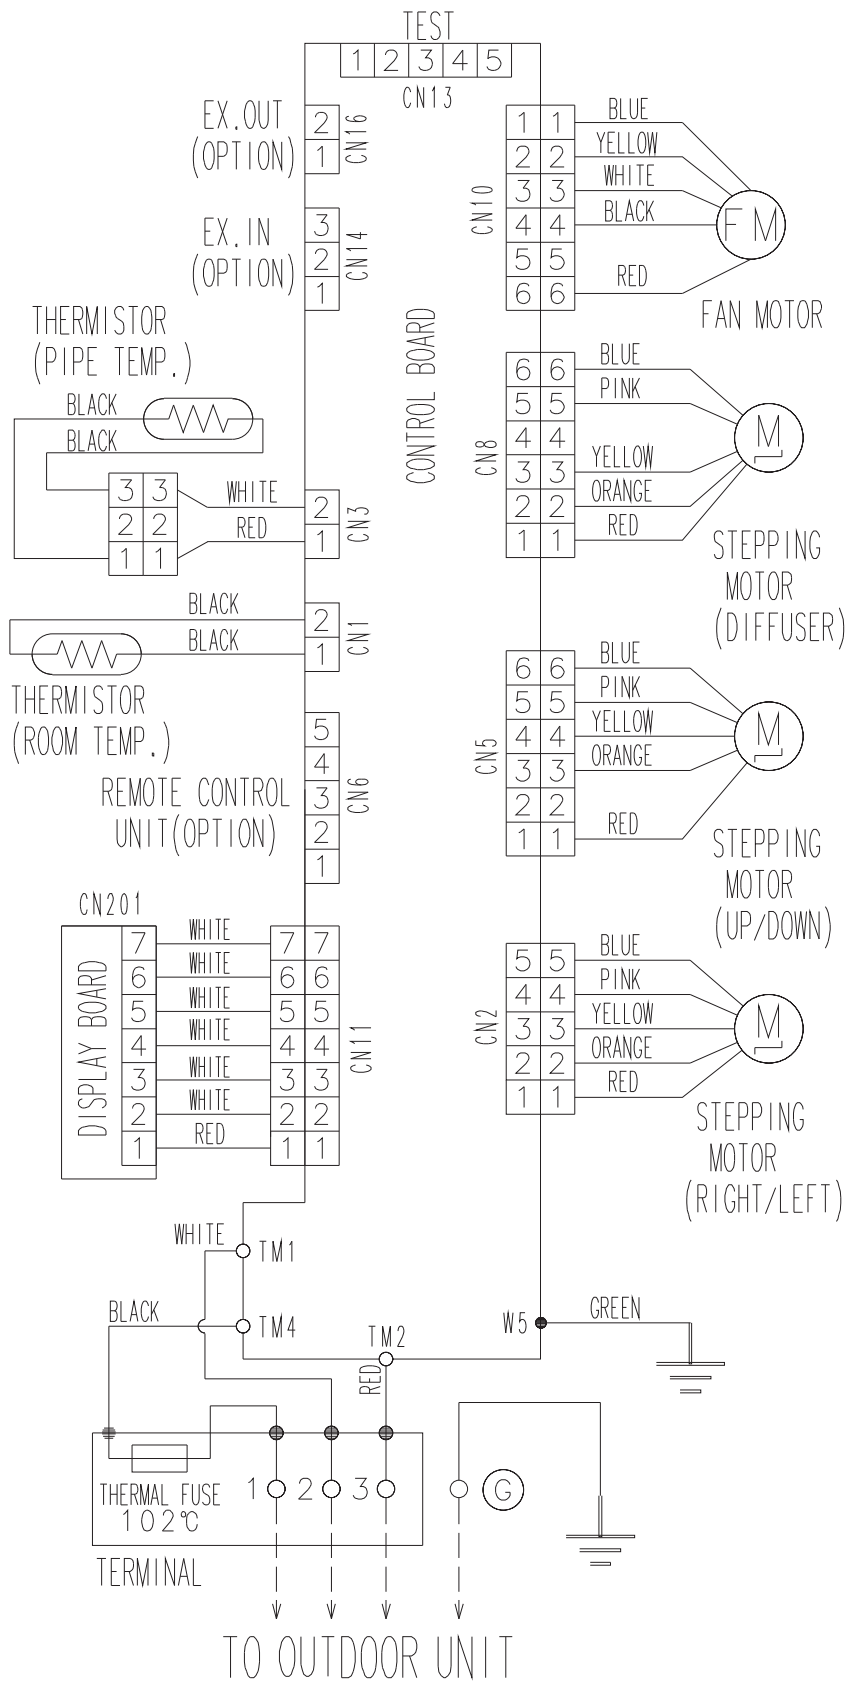 TEST
1 2 3 4 5
CN13
EX.OUT
(OPTION)
2
1
CN16
EX.IN
(OPTION)
3
2
1
CN14
CONTROL BOARD
CN10
1 1 BLUE
2 2 YELLOW
3 3 WHITE
4 4 BLACK
5 5
6 6 RED
F M
FAN MOTOR
THERMISTOR
(PIPE TEMP.)
BLACK
BLACK
3 3 WHITE
2 2
1 1 RED
2
1
CN3
CN8
6 6 BLUE
5 5 PINK
4 4
3 3 YELLOW
2 2 ORANGE
1 1 RED
M
STEPPING
MOTOR
(DIFFUSER)
BLACK
BLACK
2
1
CN1
THERMISTOR
(ROOM TEMP.)
CN5
6 6 BLUE
5 5 PINK
4 4 YELLOW
3 3 ORANGE
2 2
1 1 RED
M
STEPPING
MOTOR
(UP/DOWN)
REMOTE CONTROL
UNIT(OPTION)
5
4
3
2
1
CN6
CN201
DISPLAY BOARD
7 WHITE 7 7
6 WHITE 6 6
5 WHITE 5 5
4 WHITE 4 4
3 WHITE 3 3
2 WHITE 2 2
1 RED 1 1
CN11
CN2
5 5 BLUE
4 4 PINK
3 3 YELLOW
2 2 ORANGE
1 1 RED
M
STEPPING
MOTOR
(RIGHT/LEFT)
WHITE TM1
BLACK TM4
TM2
RED
W5 GREEN
1 2 3 G
THERMAL FUSE
102℃
TERMINAL
TO OUTDOOR UNIT